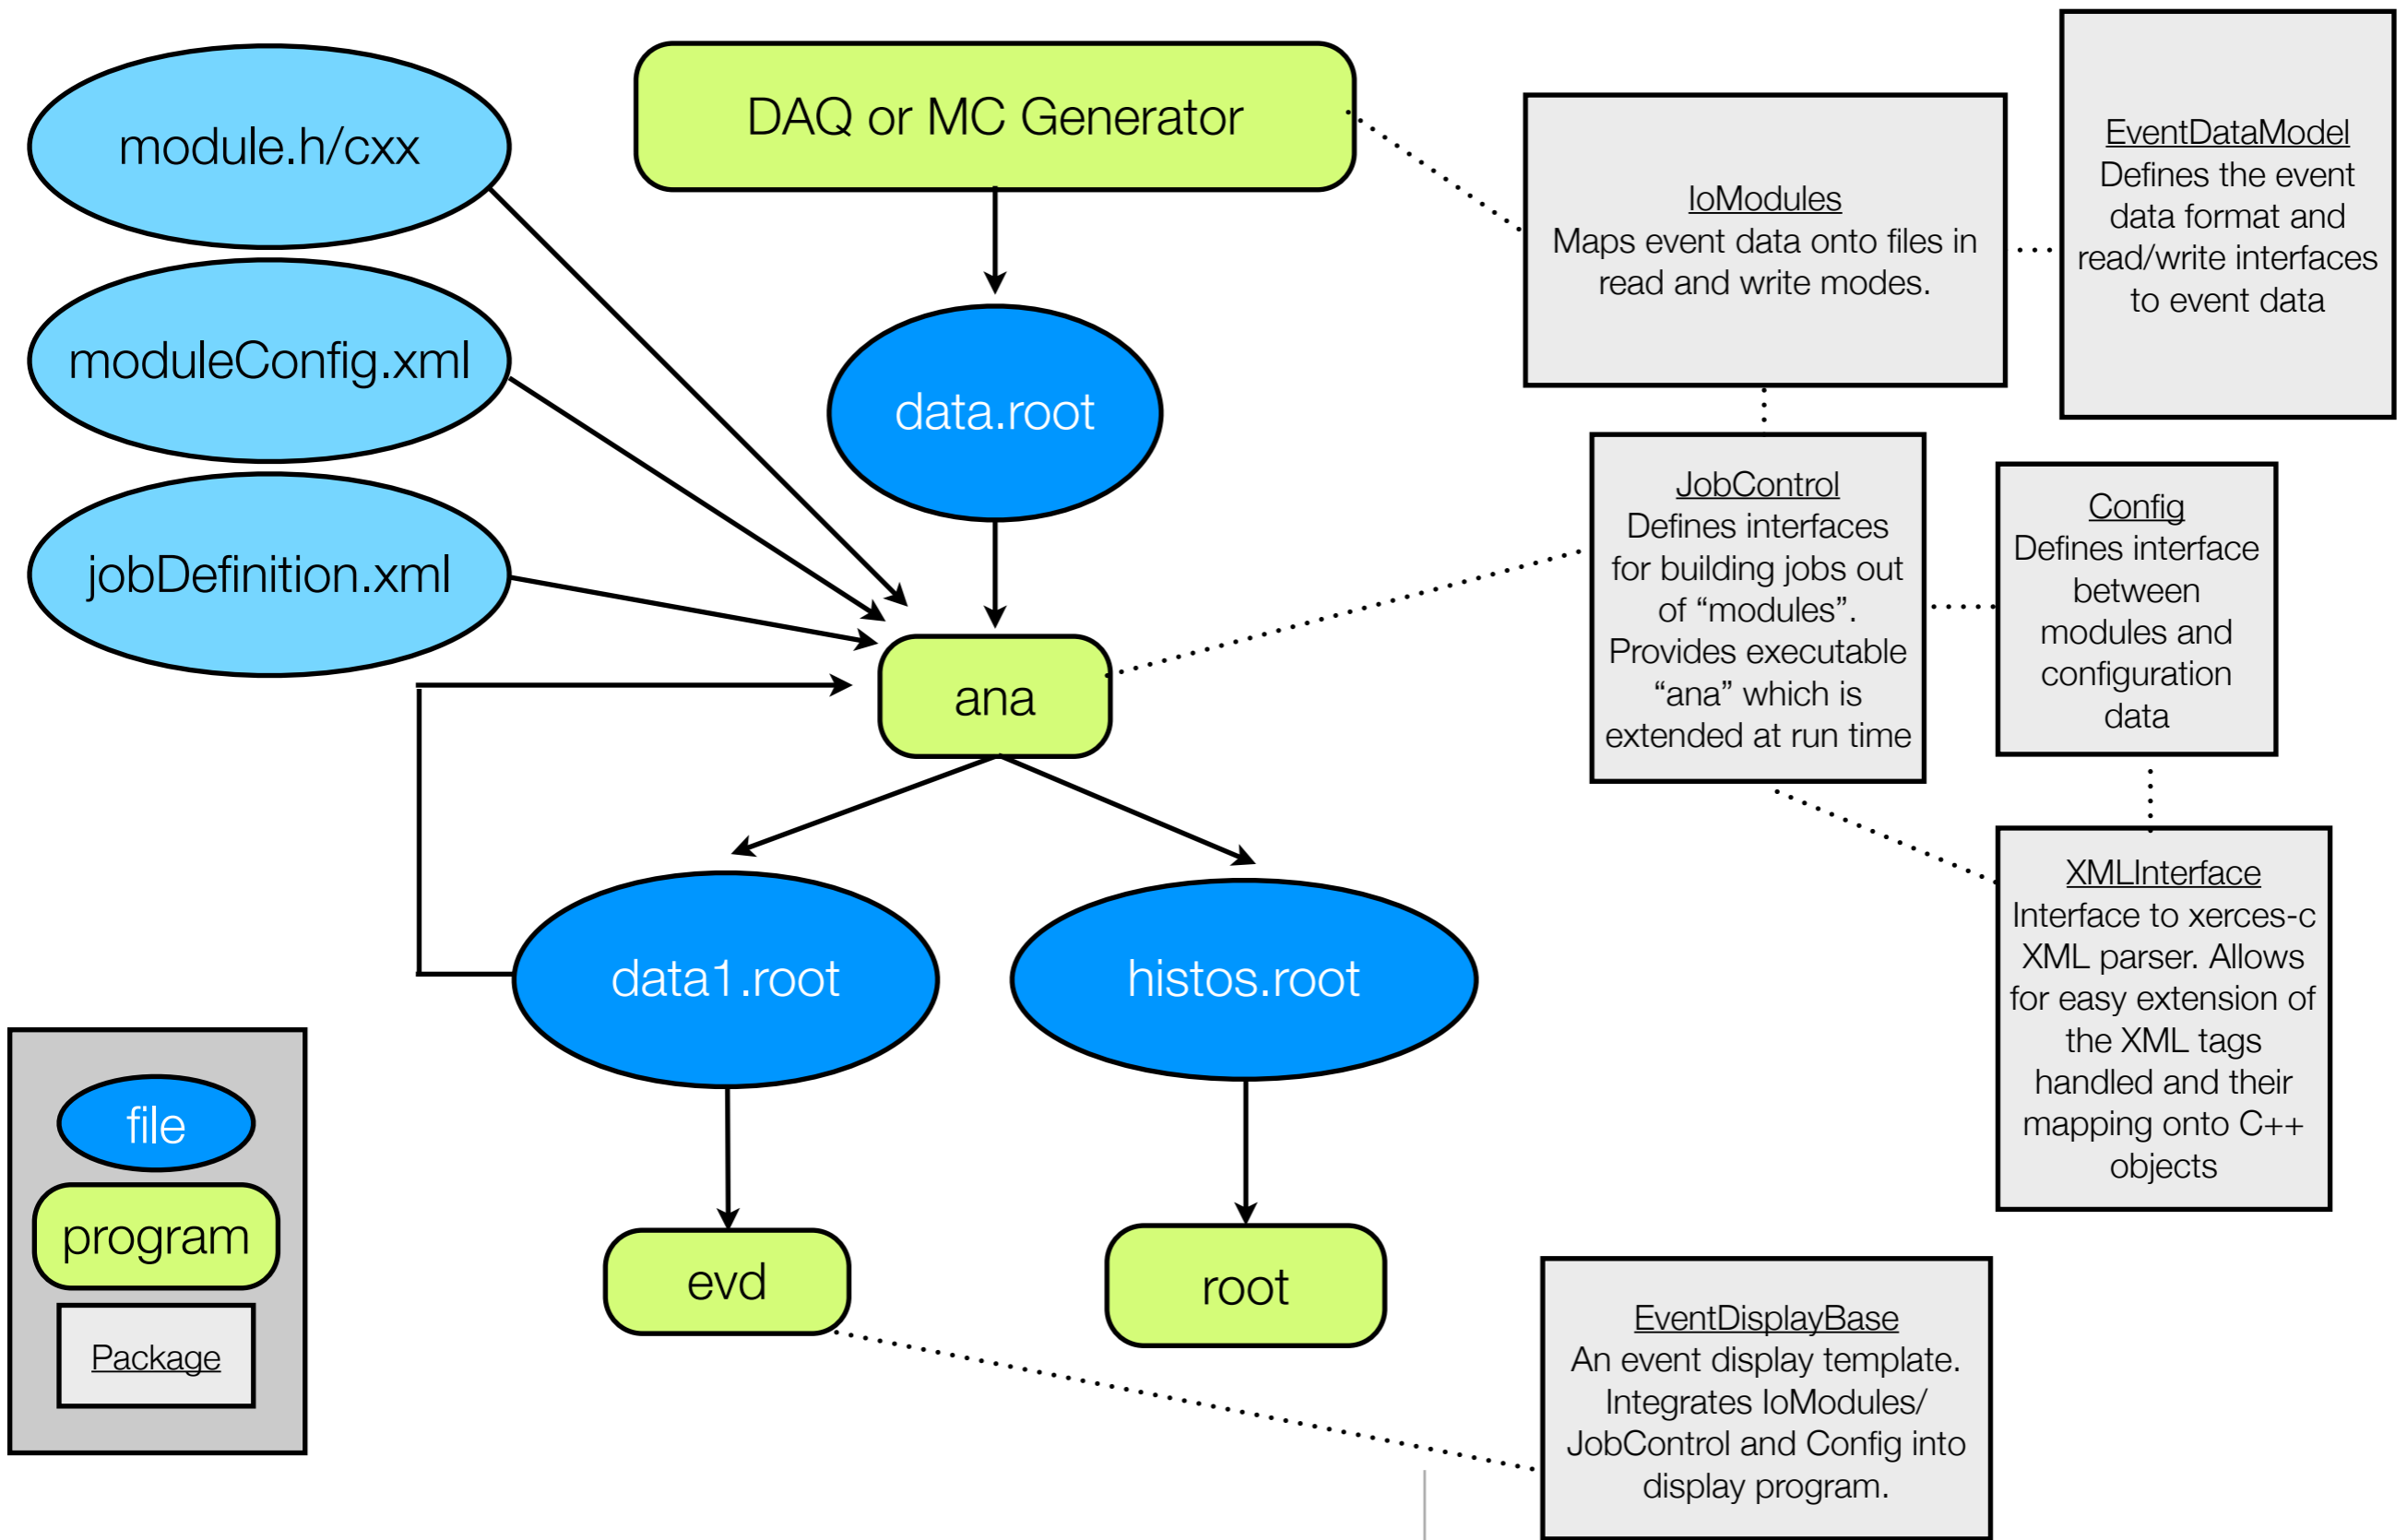 module.h/cxx
moduleConfig.xml
jobDefinition.xml
DAQ or MC Generator
data.root
ana
data1.root
histos.root
evd
root
IoModules
Maps event data onto files in
read and write modes.
EventDataModel
Defines the event
data format and
read/write interfaces
to event data
JobControl
Defines interfaces
for building jobs out
of “modules”.
Provides executable
“ana” which is
extended at run time
Config
Defines interface
between
modules and
configuration
data
XMLInterface
Interface to xerces-c
XML parser. Allows
for easy extension of
the XML tags
handled and their
mapping onto C++
objects
EventDisplayBase
An event display template.
Integrates IoModules/
JobControl and Config into
display program.
file
program
Package